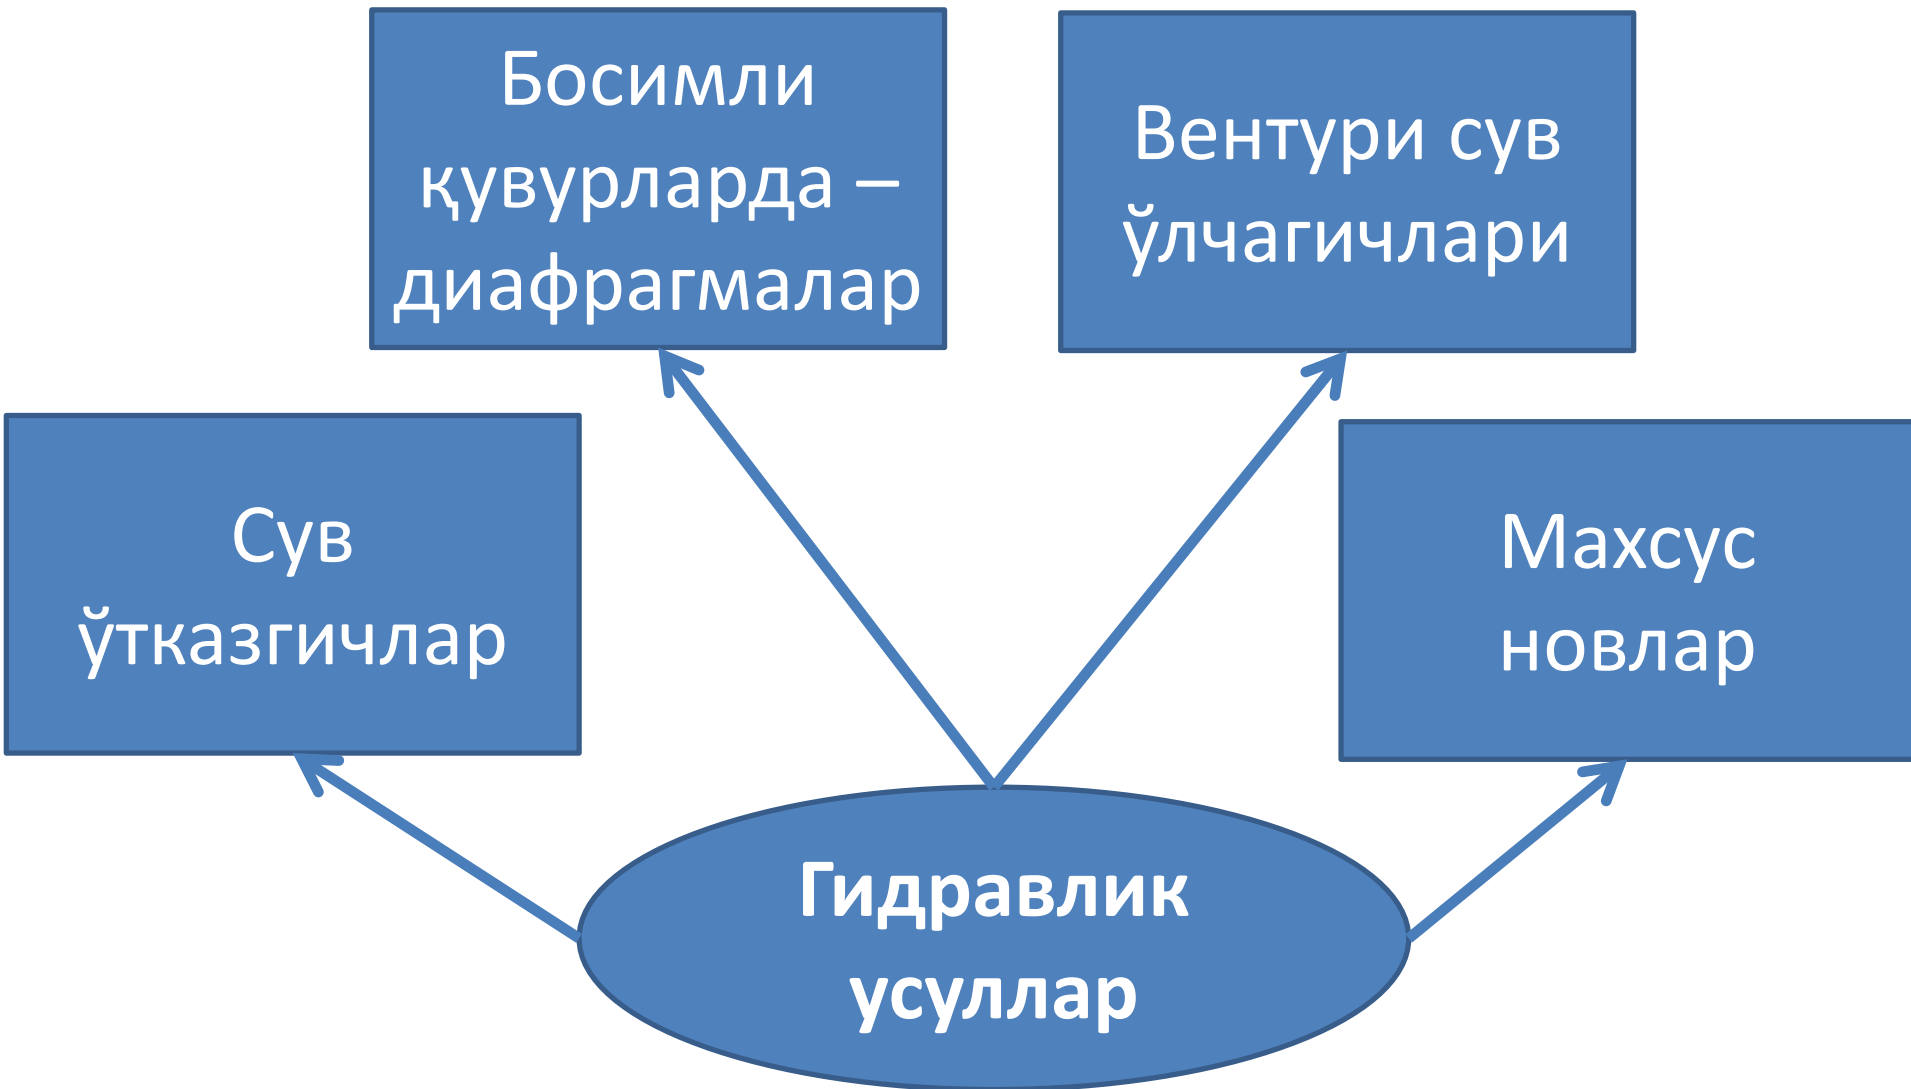 Босимли
қувурларда –
диафрагмалар
Вентури сув
ўлчагичлари
Сув
ўтказгичлар
Махсус
новлар
Гидравлик
усуллар